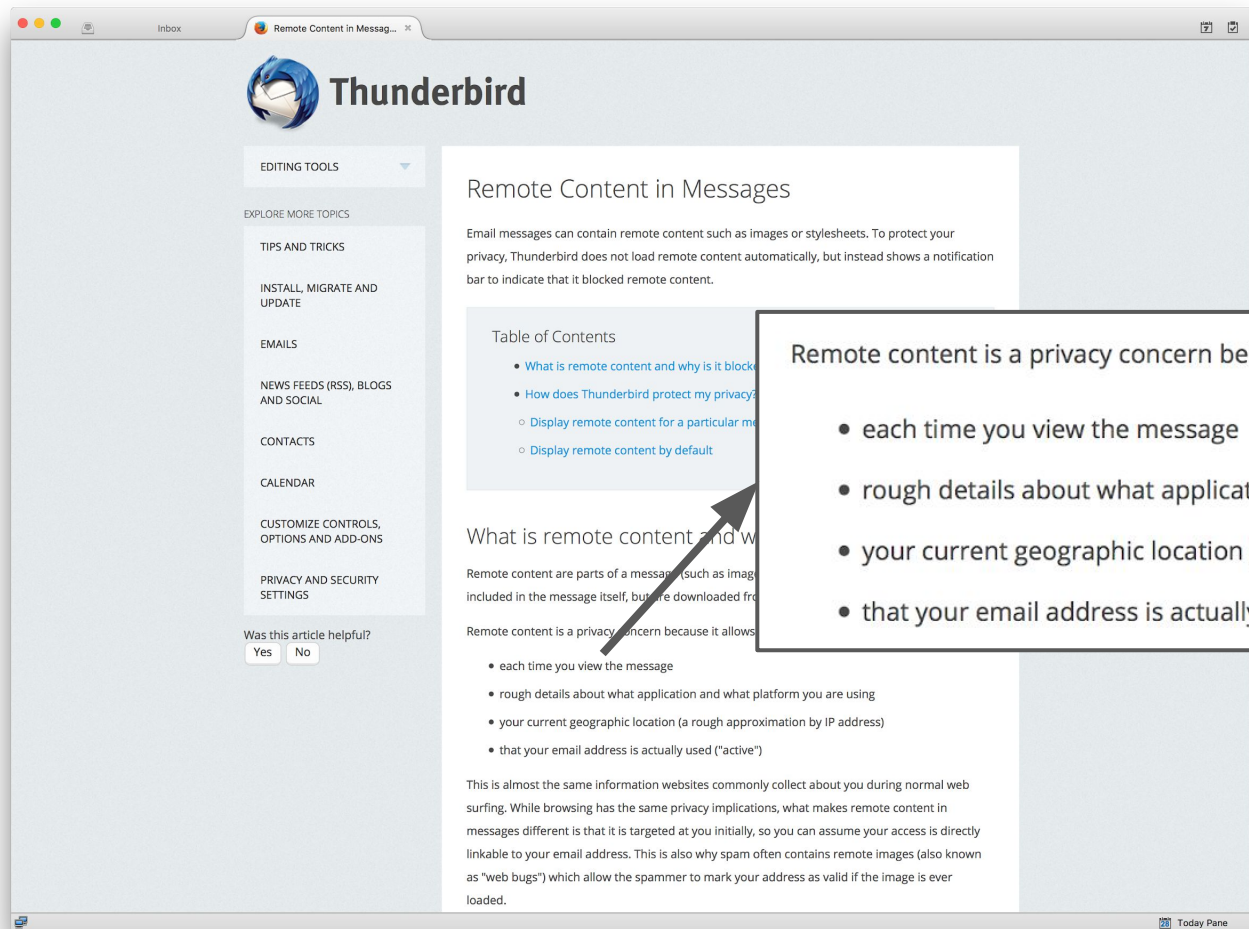 Inbox
Remote Content in Messag...
Thunderbird
EDITING TOOLS
EXPLORE MORE TOPICS
TIPS AND TRICKS
INSTALL, MIGRATE AND
UPDATE
EMAILS
NEWS FEEDS (RSS), BLOGS
AND SOCIAL
CONTACTS
CALENDAR
CUSTOMIZE CONTROLS,
OPTIONS AND ADD-ONS
PRIVACY AND SECURITY
SETTINGS
Was this article helpful?
Yes No
Remote Content in Messages
Email messages can contain remote content such as images or stylesheets. To protect your
privacy, Thunderbird does not load remote content automatically, but instead shows a notification
bar to indicate that it blocked remote content.
Table of Contents
• What is remote content and why is it blocke
• How does Thunderbird protect my privacy?
○ Display remote content for a particular me
○ Display remote content by default
What is remote content and w
Remote content are parts of a message (such as imag
included in the message itself, but are downloaded fro
Remote content is a privacy concern because it allows
• each time you view the message
• rough details about what application and what platform you are using
• your current geographic location (a rough approximation by IP address)
• that your email address is actually used ("active")
This is almost the same information websites commonly collect about you during normal web
surfing. While browsing has the same privacy implications, what makes remote content in
messages different is that it is targeted at you initially, so you can assume your access is directly
linkable to your email address. This is also why spam often contains remote images (also known
as "web bugs") which allow the spammer to mark your address as valid if the image is ever
loaded.
Remote content is a privacy concern be
• each time you view the message
• rough details about what applicat
• your current geographic location
• that your email address is actually
28 Today Pane